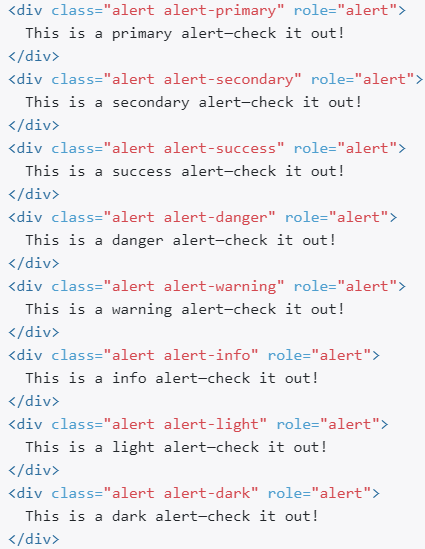 <div class="alert alert-primary" role="alert">
  This is a primary alert—check it out!
</div>
<div class="alert alert-secondary" role="alert">
  This is a secondary alert—check it out!
</div>
<div class="alert alert-success" role="alert">
  This is a success alert—check it out!
</div>
<div class="alert alert-danger" role="alert">
  This is a danger alert—check it out!
</div>
<div class="alert alert-warning" role="alert">
  This is a warning alert—check it out!
</div>
<div class="alert alert-info" role="alert">
  This is a info alert—check it out!
</div>
<div class="alert alert-light" role="alert">
  This is a light alert—check it out!
</div>
<div class="alert alert-dark" role="alert">
  This is a dark alert—check it out!
</div>